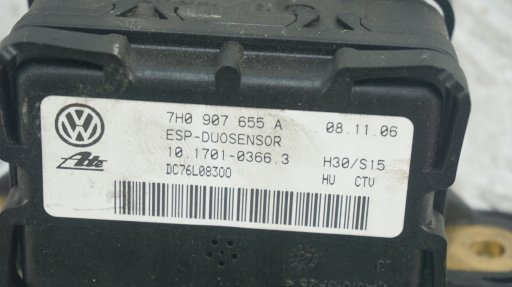 7H0 907 655 A 08.11.06
ESP-DUOSENSOR
10.1701-0366.3 H30/S15
DC76L08300 HU CTV
Ate